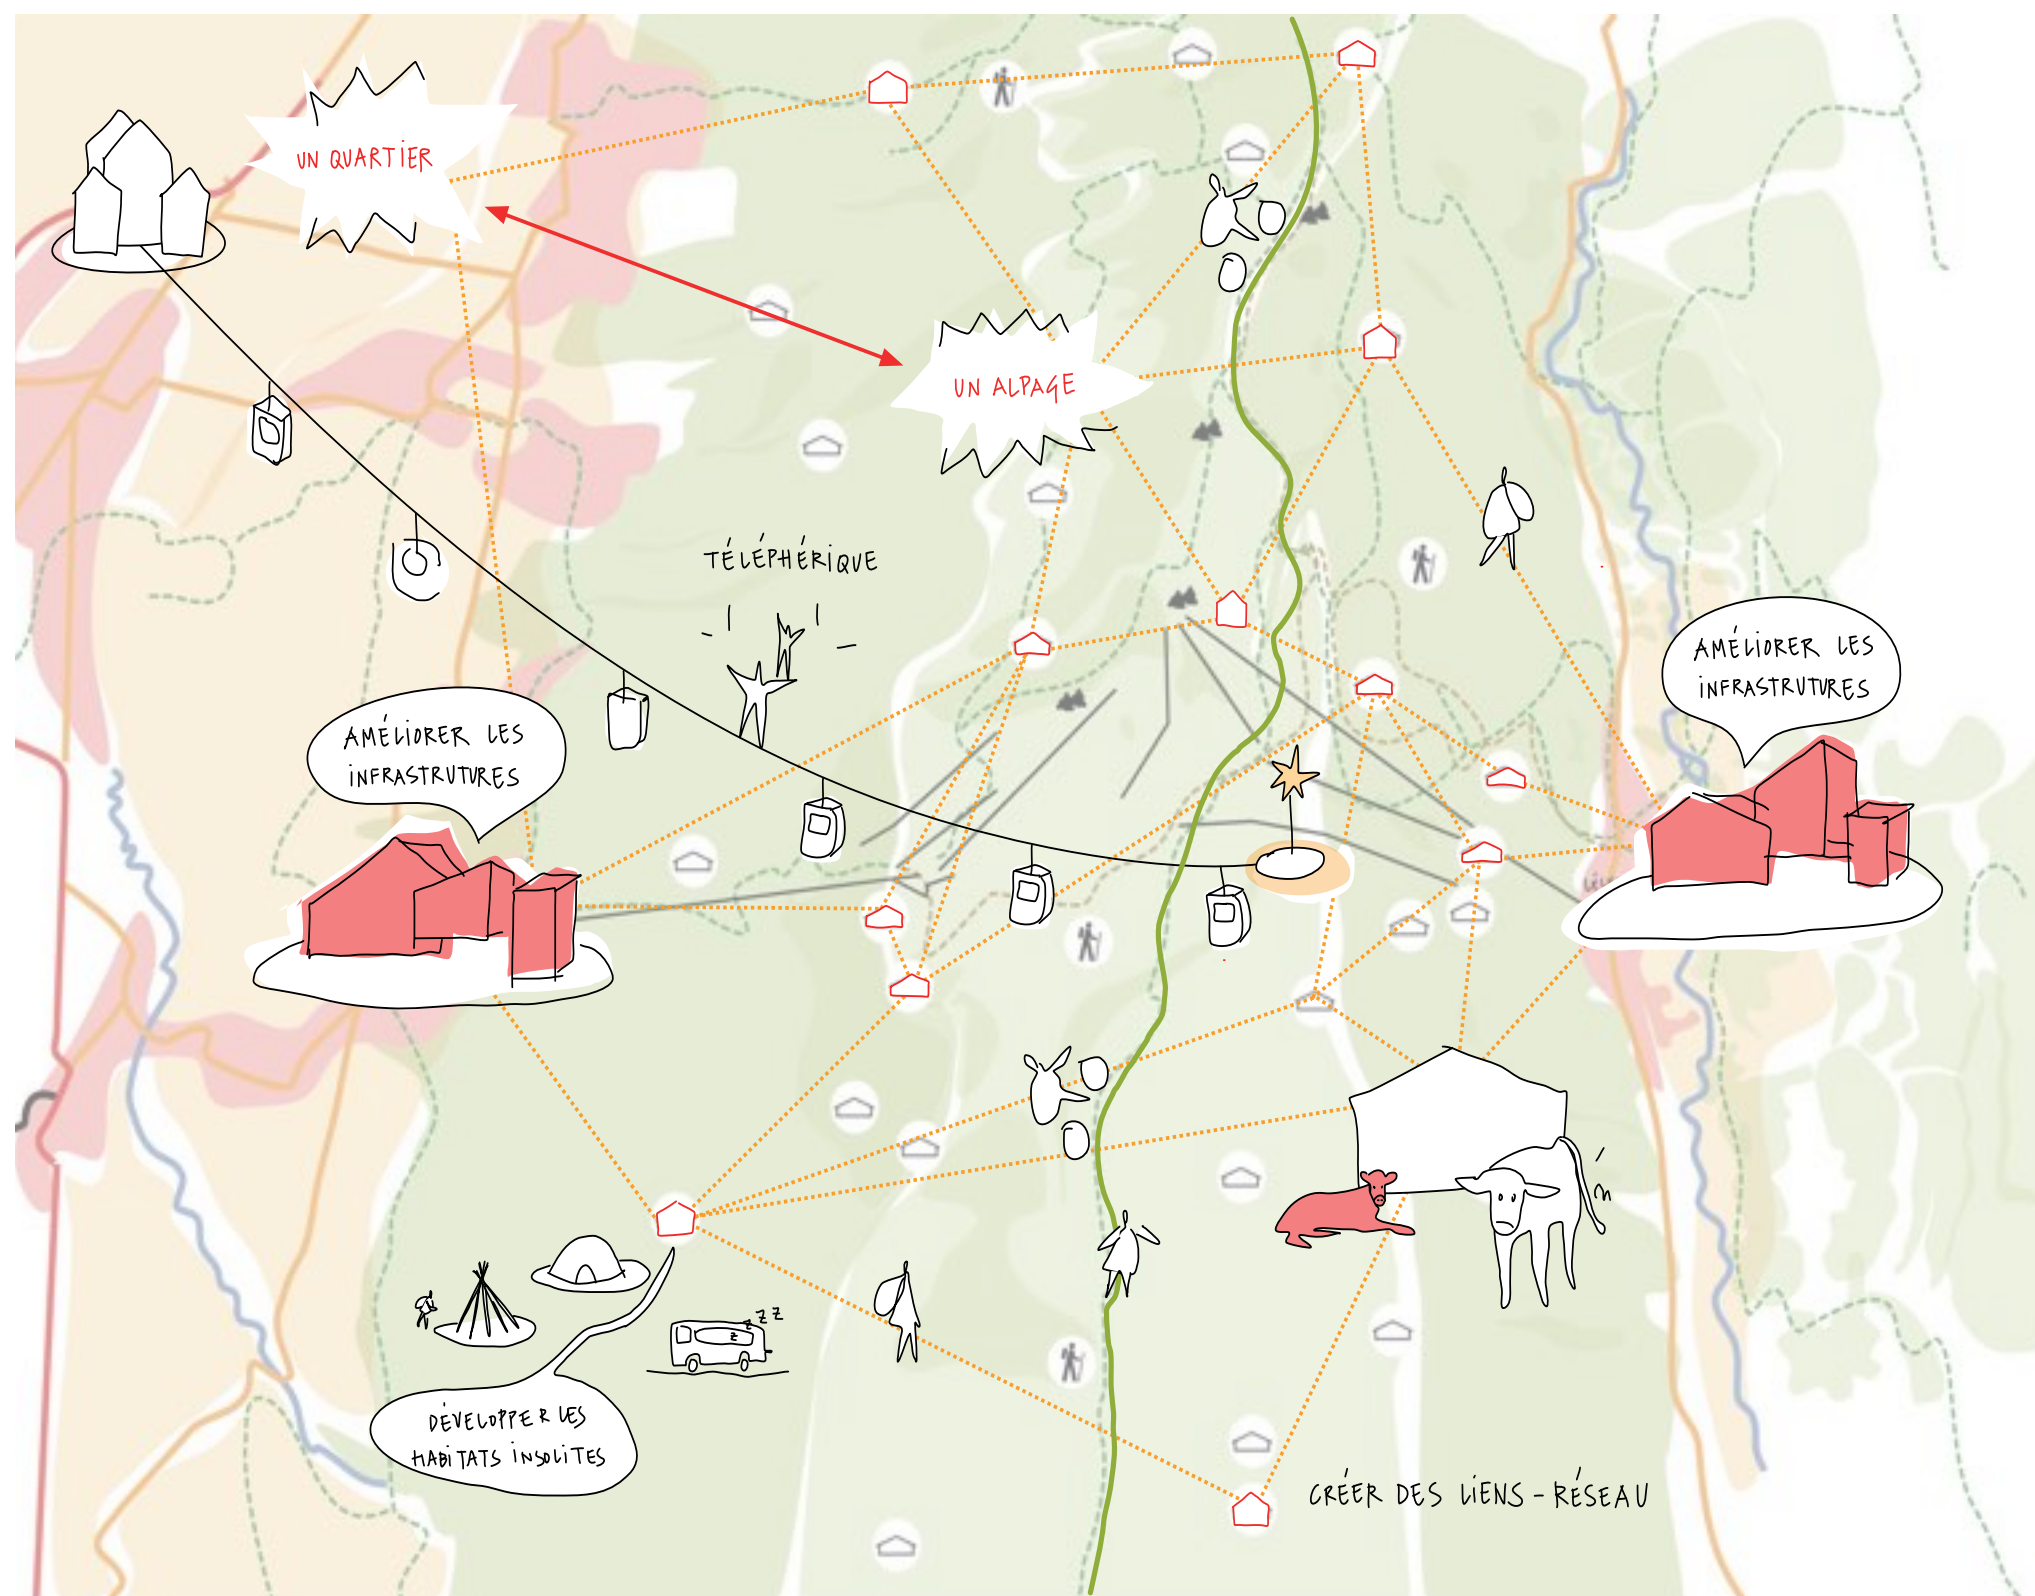 UN QUARTIER
UN ALPAGE
TÉLÉPHÉRIQUE
AMÉLIORER LES
INFRASTRUTURES
AMÉLIORER LES
INFRASTRUTURES
Z Z Z Z
DÉVELOPPER LES
HABITATS INSOLITES
CRÉER DES LIENS - RÉSEAU